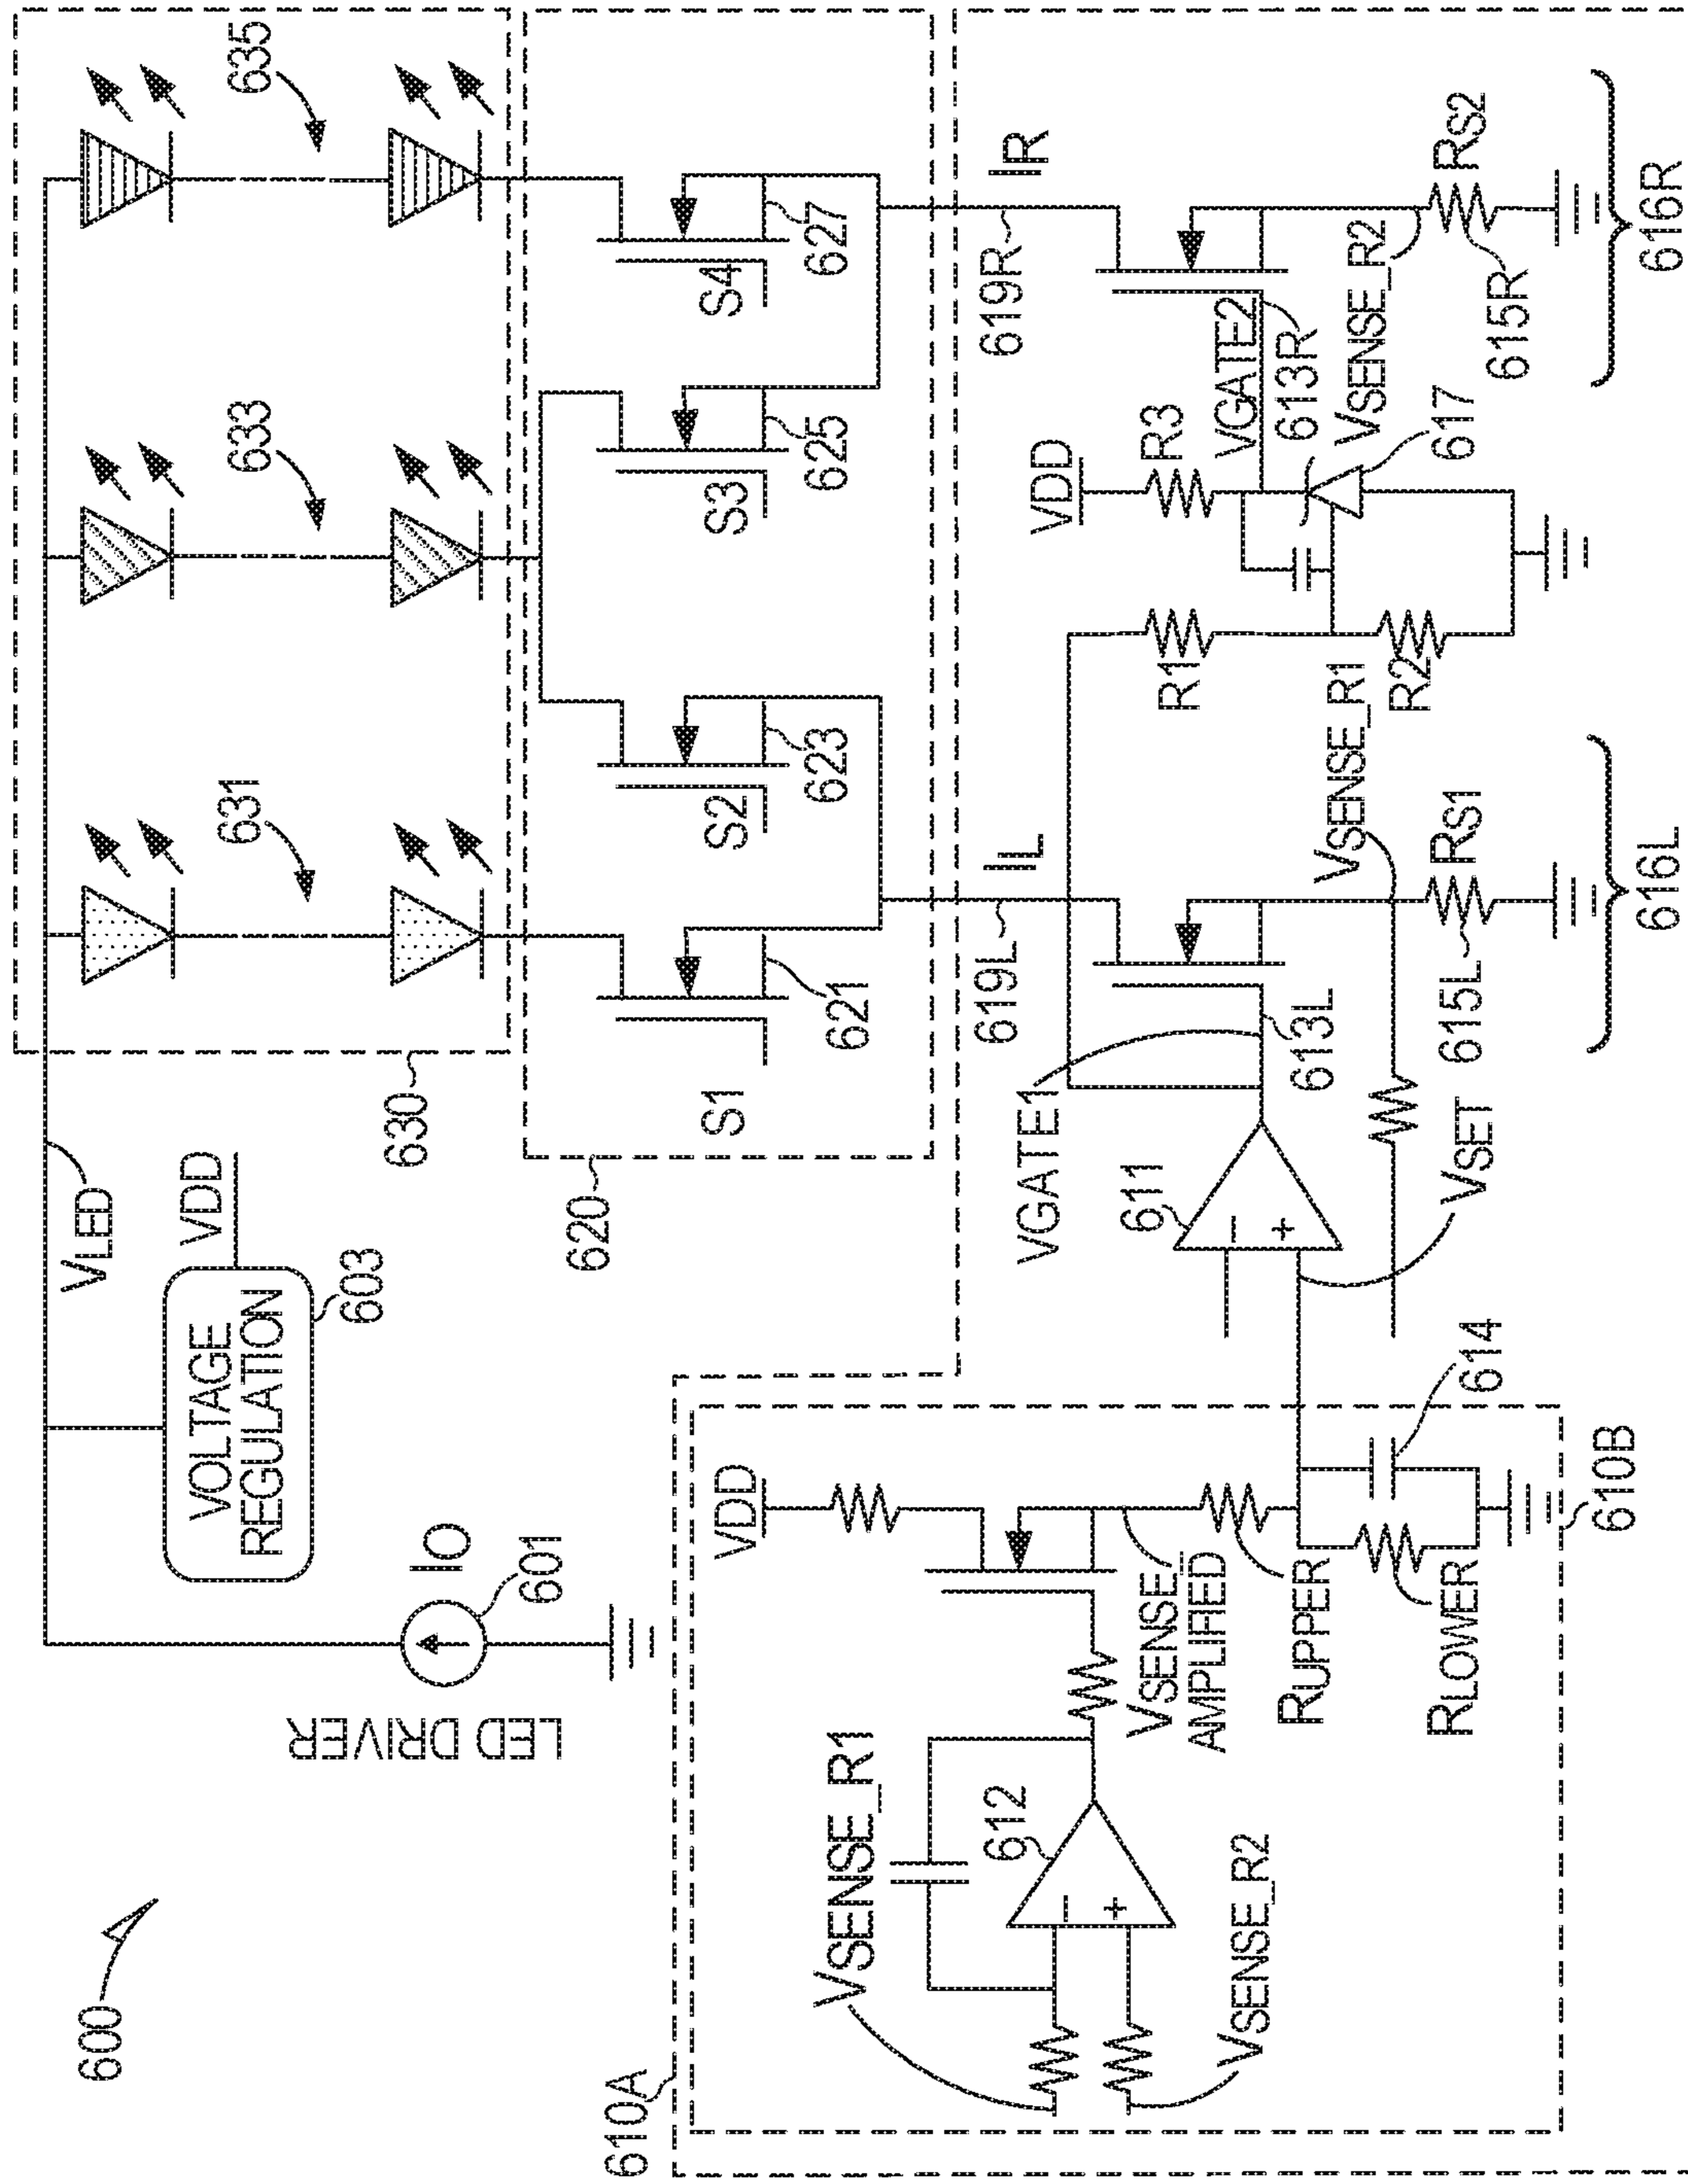 600
LED DRIVER
IO
601
VOLTAGE
REGULATION
603
VDD
VLED
630
631
633
635
620
S1
621
S2
623
S3
625
S4
627
610A
610B
VSENSE_R1
VSENSE_R2
612
−
+
VDD
VSENSE_
AMPLIFIED
RUPPER
RLOWER
614
VSET
611
−
+
VGATE1
613L
619L
IL
VSENSE_R1
RS1
615L
616L
R1
R2
VDD
R3
VGATE2
613R
617
619R
IR
VSENSE_R2
RS2
615R
616R